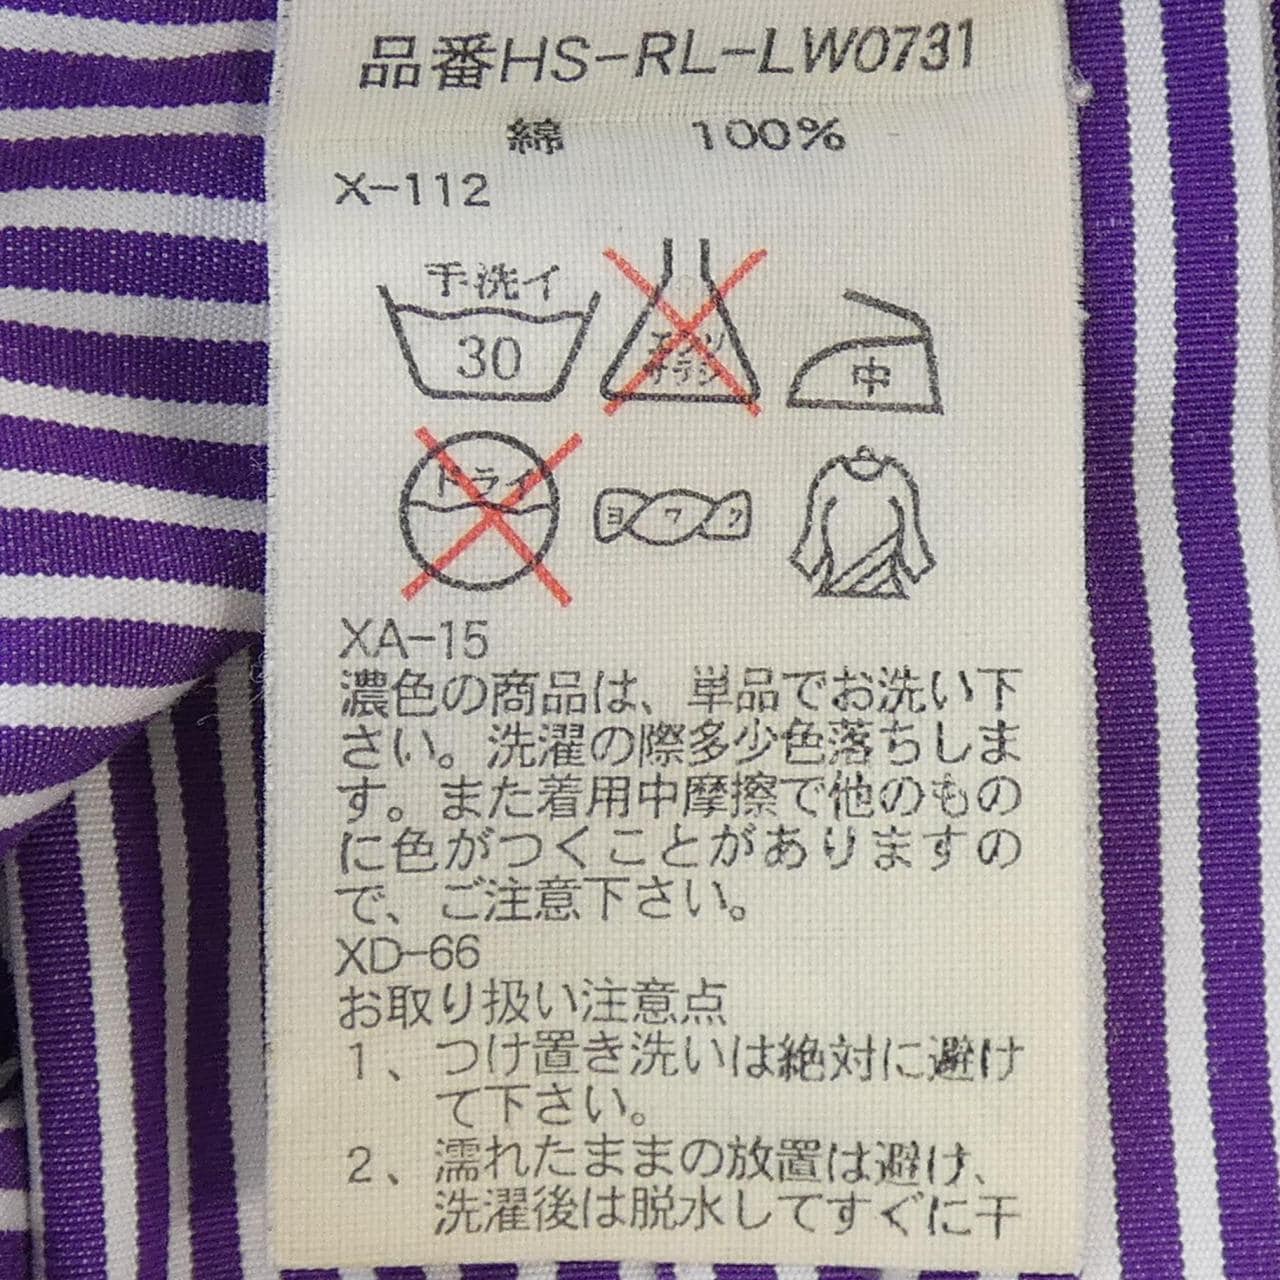 品番HS-RL-LW0731
綿 100%
X-112
手洗イ
30
エンソ
サラシ
中
ドライ
ヨワク
XA-15
濃色の商品は、単品でお洗い下
さい。洗濯の際多少色落ちしま
す。また着用中摩擦で他のもの
に色がつくことがありますの
で、ご注意下さい。
XD-66
お取り扱い注意点
1、つけ置き洗いは絶対に避け
て下さい。
2、濡れたままの放置は避け、
洗濯後は脱水してすぐに干